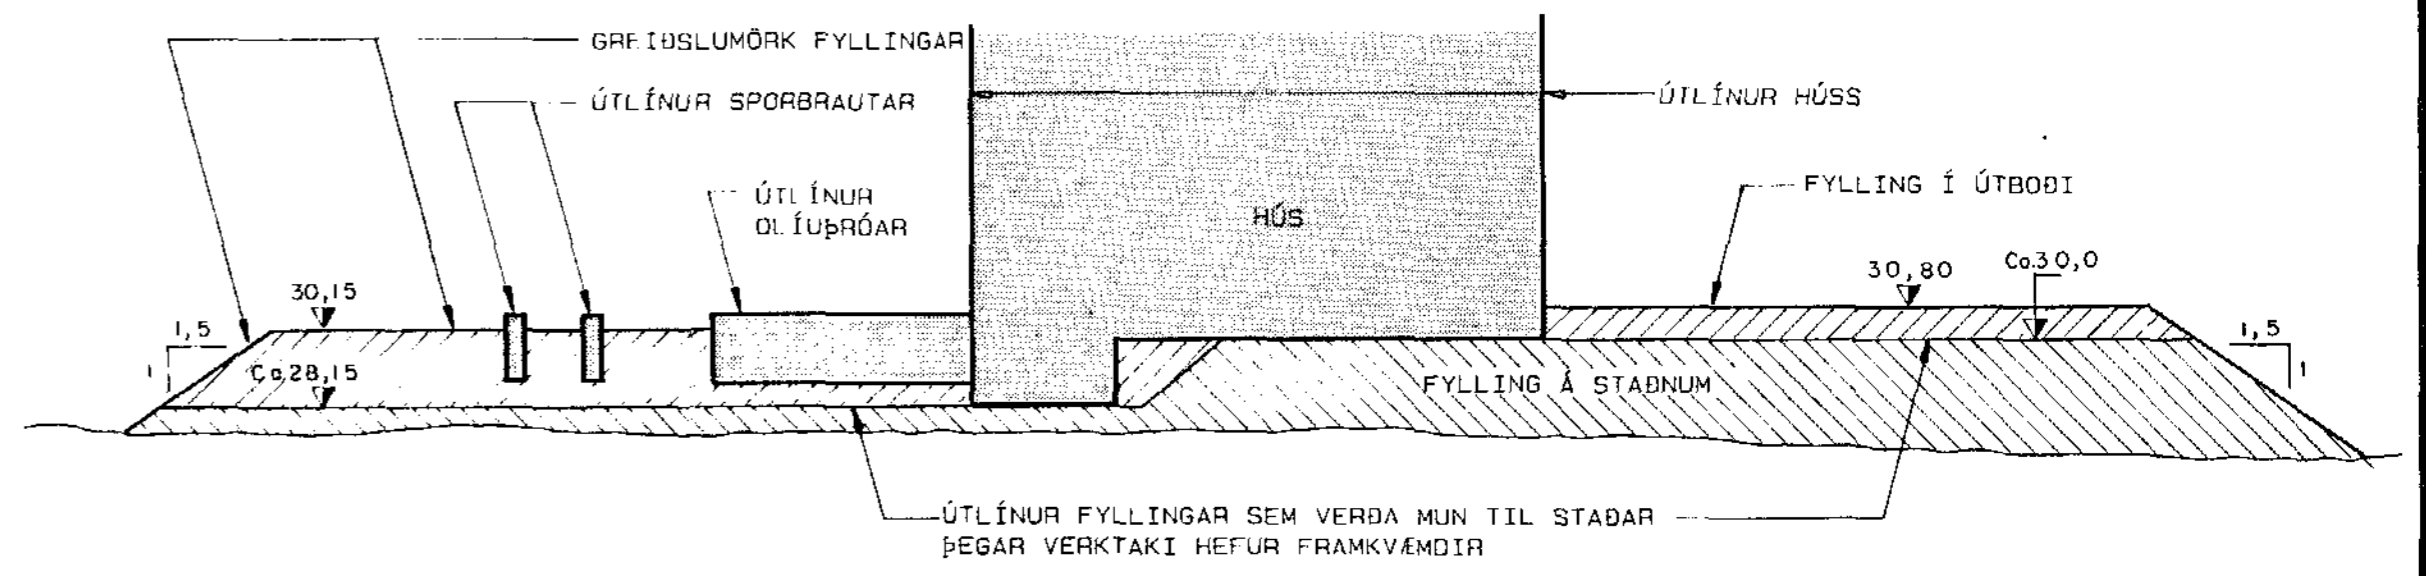 GREIÐSLUMÖRK FYLLINGAR
ÚTLÍNUR SPORBRAUTAR
ÚTLÍNUR HÚSS
ÚTLÍNUR
OLÍUÞRÓAR
FYLLING Í ÚTBOÐI
HÚS
30,15
30,80
Ca.30,0
1,5
1
Ca.28,15
1,5
1
FYLLING Á STAÐNUM
ÚTLÍNUR FYLLINGAR SEM VERÐA MUN TIL STAÐAR
ÞEGAR VERKTAKI HEFUR FRAMKVÆMDIR